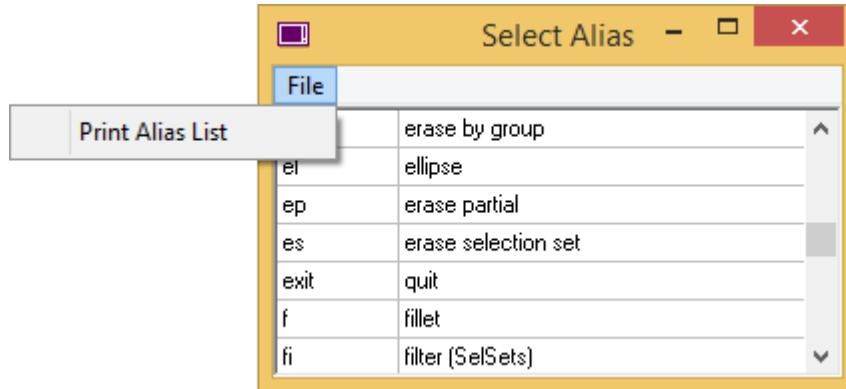 Select Alias
File
Print Alias List
erase by group
el ellipse
ep erase partial
es erase selection set
exit quit
f fillet
fi filter (SelSets)